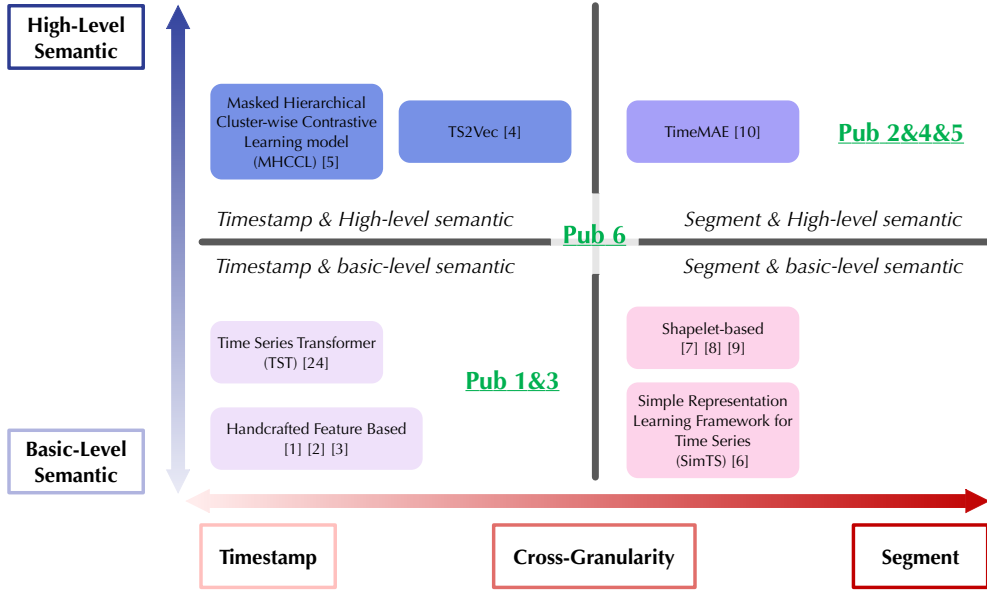 High-Level
Semantic
Masked Hierarchical
Cluster-wise Contrastive
Learning model
(MHCCL) [5]
TS2Vec [4]
TimeMAE [10]
Pub 2&4&5
Timestamp & High-level semantic
Segment & High-level semantic
Pub 6
Timestamp & basic-level semantic
Segment & basic-level semantic
Time Series Transformer
(TST) [24]
Shapelet-based
[7] [8] [9]
Pub 1&3
Handcrafted Feature Based
[1] [2] [3]
Simple Representation
Learning Framework for
Time Series
(SimTS) [6]
Basic-Level
Semantic
Timestamp
Cross-Granularity
Segment